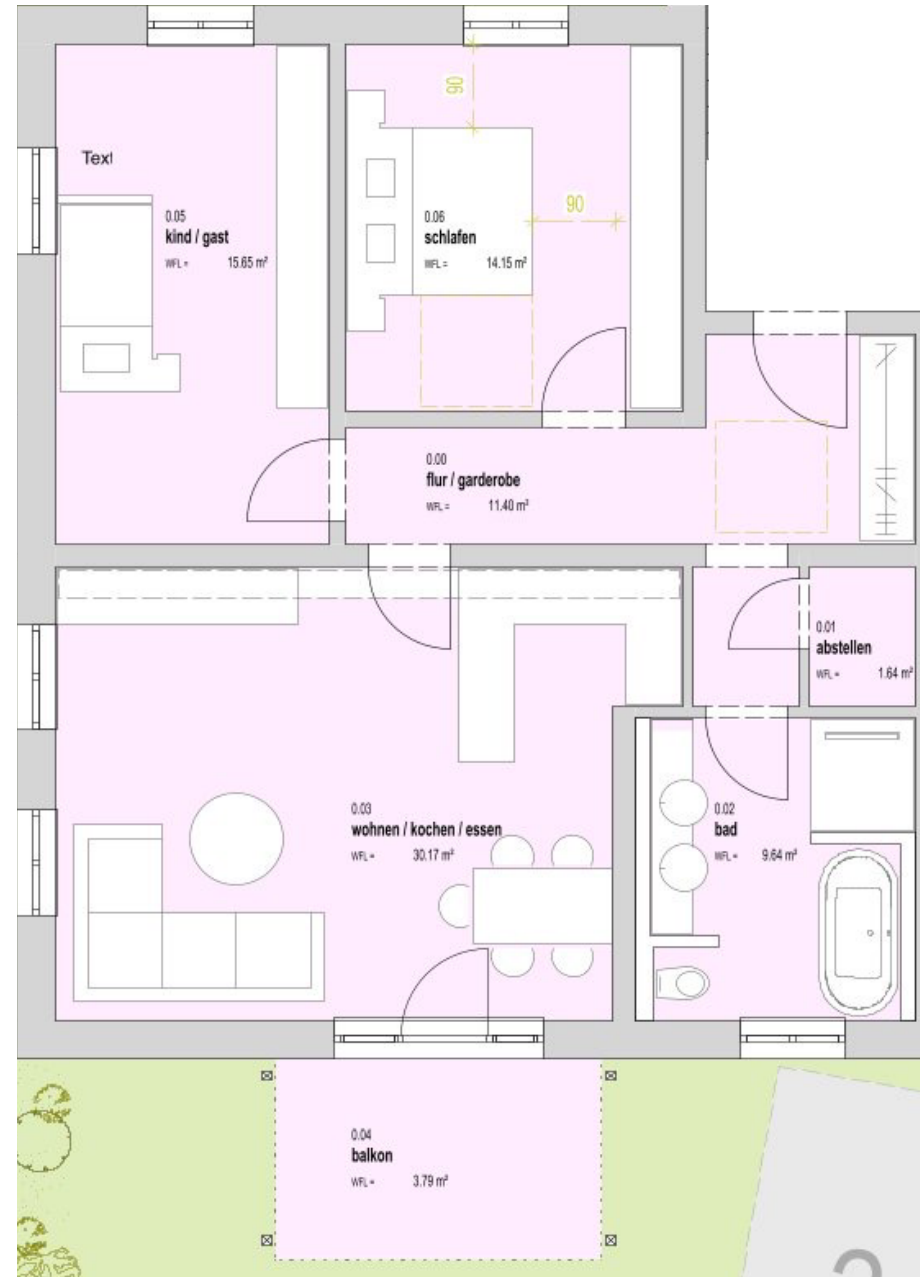 90
Text
0.05
kind / gast
WFL = 15.65 m²
90
0.06
schlafen
WFL = 14.15 m²
0.00
flur / garderobe
WFL = 11.40 m²
0.01
abstellen
WFL = 1.64 m²
0.03
wohnen / kochen / essen
WFL = 30.17 m²
0.02
bad
WFL = 9.64 m²
0.04
balkon
WFL = 3.79 m²